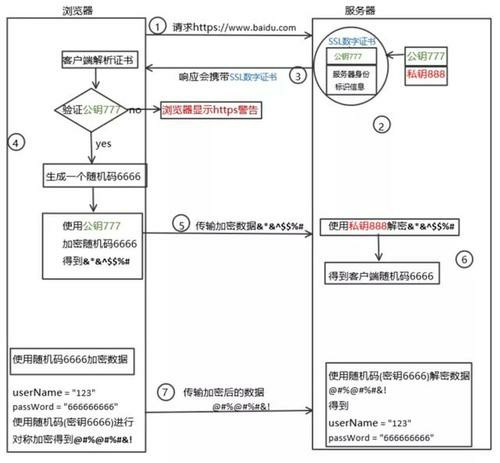 浏览器
服务器
① 请求https://www.baidu.com
SSL数字证书
公钥777
服务器身份
标识信息
公钥777
私钥888
②
客户端解析证书
③
响应会携带SSL数字证书
验证公钥777
no
浏览器显示https警告
④
yes
生成一个随机码6666
使用公钥777
加密随机码6666
得到&*&^$$%#
⑤ 传输加密数据&*&^$$%#
使用私钥888解密&*&^$$%#
⑥
得到客户端随机码6666
使用随机码6666加密数据
userName = "123"
passWord = "666666666"
使用随机码(密钥6666)进行
对称加密得到@#%@#%#&!
⑦ 传输加密后的数据
@#%@#%#&!
使用随机码(密钥6666)解密数据
@#%@#%#&!
得到
userName = "123"
passWord = "666666666"